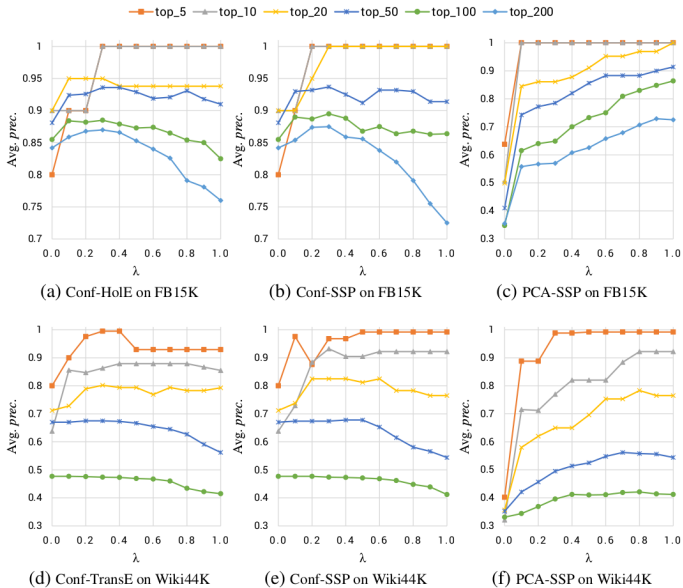 top_5 top_10 top_20 top_50 top_100 top_200
1
0.95
0.9
0.85
0.8
0.75
0.7
Avg. prec.
0.0 0.2 0.4 0.6 0.8 1.0
λ
(a) Conf-HolE on FB15K
1
0.95
0.9
0.85
0.8
0.75
0.7
Avg. prec.
0.0 0.2 0.4 0.6 0.8 1.0
λ
(b) Conf-SSP on FB15K
1
0.9
0.8
0.7
0.6
0.5
0.4
0.3
Avg. prec.
0.0 0.2 0.4 0.6 0.8 1.0
λ
(c) PCA-SSP on FB15K
1
0.9
0.8
0.7
0.6
0.5
0.4
0.3
Avg. prec.
0.0 0.2 0.4 0.6 0.8 1.0
λ
(d) Conf-TransE on Wiki44K
1
0.9
0.8
0.7
0.6
0.5
0.4
0.3
Avg. prec.
0.0 0.2 0.4 0.6 0.8 1.0
λ
(e) Conf-SSP on Wiki44K
1
0.9
0.8
0.7
0.6
0.5
0.4
0.3
Avg. prec.
0.0 0.2 0.4 0.6 0.8 1.0
λ
(f) PCA-SSP on Wiki44K